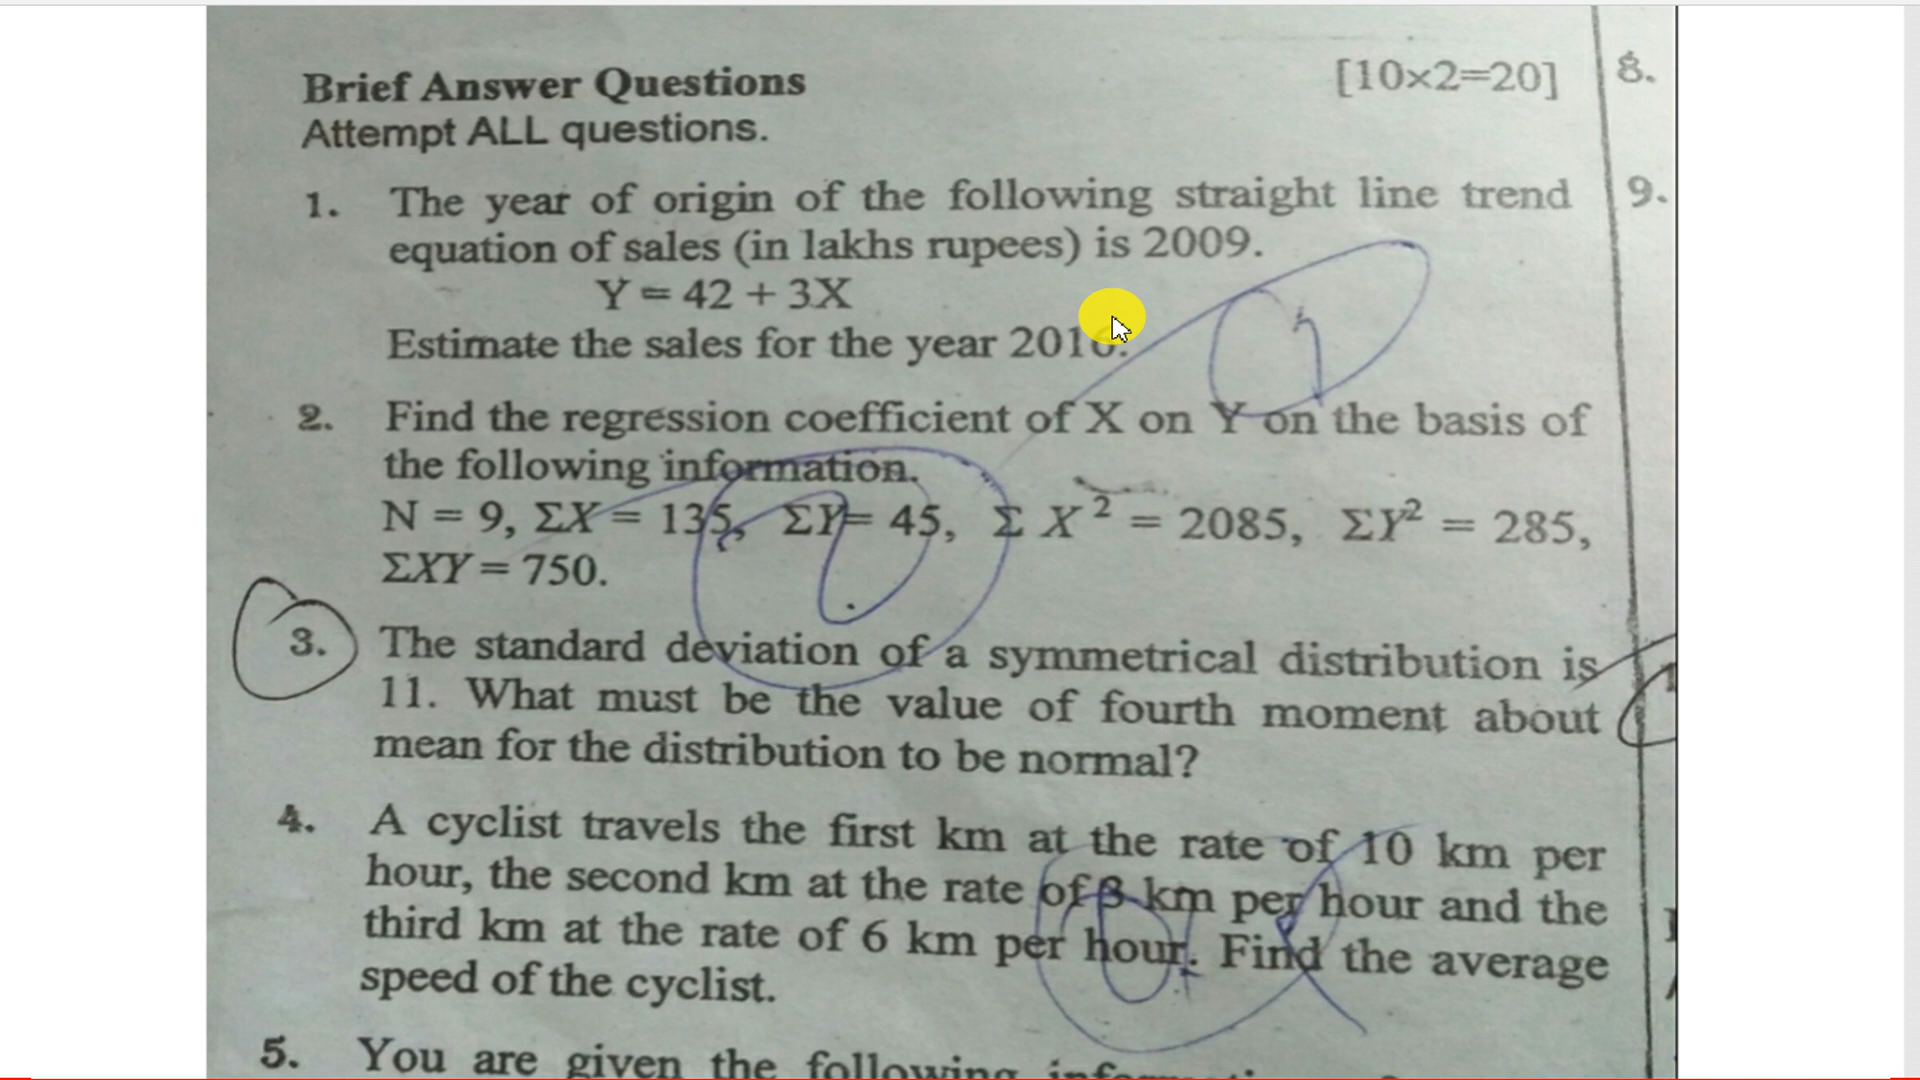 Brief Answer Questions [10×2=20]
Attempt ALL questions.
1. The year of origin of the following straight line trend
equation of sales (in lakhs rupees) is 2009.
Y = 42 + 3X
Estimate the sales for the year 2016.
2. Find the regression coefficient of X on Y on the basis of
the following information.
N = 9, ΣX = 135, ΣY= 45, Σ X² = 2085, ΣY² = 285,
ΣXY = 750.
3. The standard deviation of a symmetrical distribution is
11. What must be the value of fourth moment about
mean for the distribution to be normal?
4. A cyclist travels the first km at the rate of 10 km per
hour, the second km at the rate of 8 km per hour and the
third km at the rate of 6 km per hour. Find the average
speed of the cyclist.
5. You are given the following
8.
9.